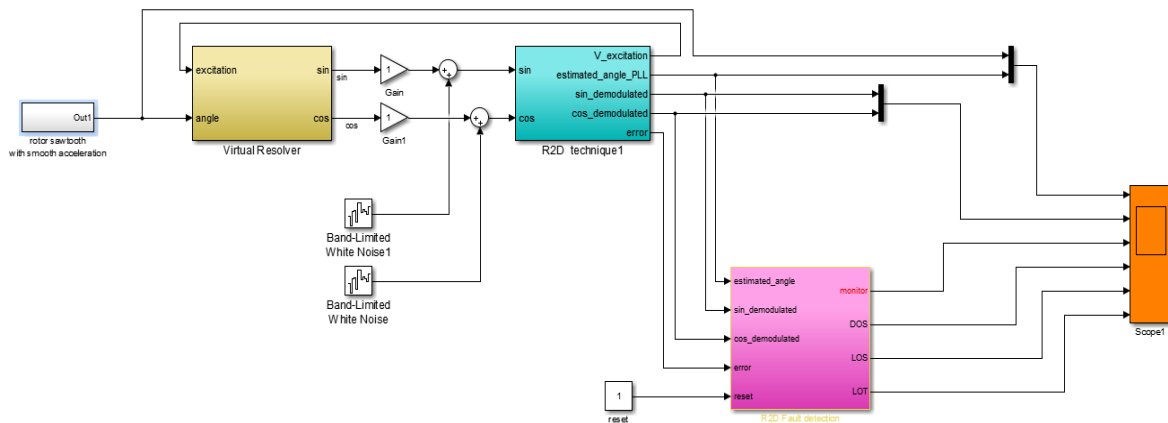 Out1
rotor sawtooth
with smooth acceleration
excitation
angle
sin
cos
Virtual Resolver
sin
cos
1
Gain
1
Gain1
+
+
+
+
sin
cos
V_excitation
estimated_angle_PLL
sin_demodulated
cos_demodulated
error
R2D technique1
Band-Limited
White Noise1
Band-Limited
White Noise
1
reset
estimated_angle
sin_demodulated
cos_demodulated
error
reset
monitor
DOS
LOS
LOT
R2D Fault detection
Scope1